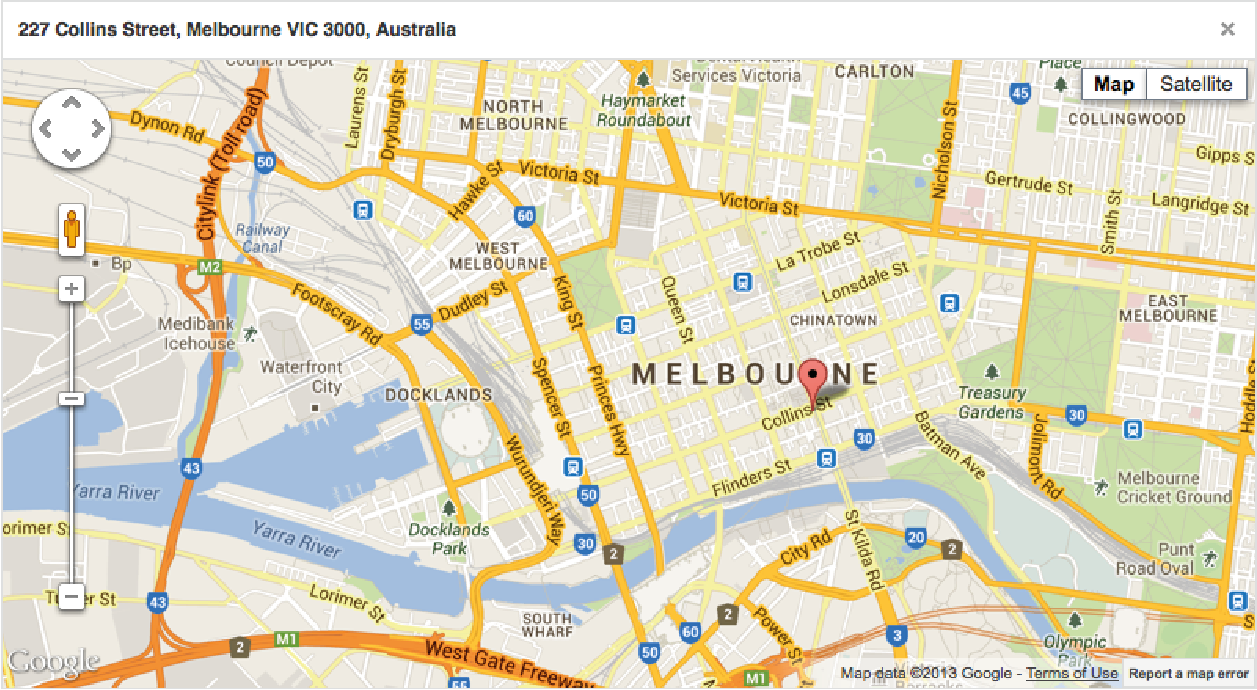 227 Collins Street, Melbourne VIC 3000, Australia
×
Map
Satellite
Council Depot
Laurens St
Dryburgh St
NORTH
MELBOURNE
Haymarket
Roundabout
Services Victoria
CARLTON
Place
45
COLLINGWOOD
Gipps S
Dynon Rd
Citylink (Toll road)
50
Hawke St
Victoria St
Victoria St
Nicholson St
Gertrude St
Smith St
Langridge St
Railway
Canal
60
Bp
M2
WEST
MELBOURNE
King St
Queen St
La Trobe St
Lonsdale St
CHINATOWN
EAST
MELBOURNE
Footscray Rd
55
Dudley St
Medibank
Icehouse
Waterfront
City
DOCKLANDS
Spencer St
Princes Hwy
MELBOURNE
Collins St
Treasury
Gardens
30
Batman Ave
Jolimont Rd
30
Flinders St
Wurundjeri Way
43
Yarra River
50
Melbourne
Cricket Ground
Docklands
Park
Yarra River
30
2
St Kilda Rd
City Rd
20
2
Punt
Road Oval
Lorimer St
43
SOUTH
WHARF
60
2
Power St
3
Olympic
Park
2
M1
West Gate Freeway
50
55
M1
Google
Map data ©2013 Google - Terms of Use
Report a map error